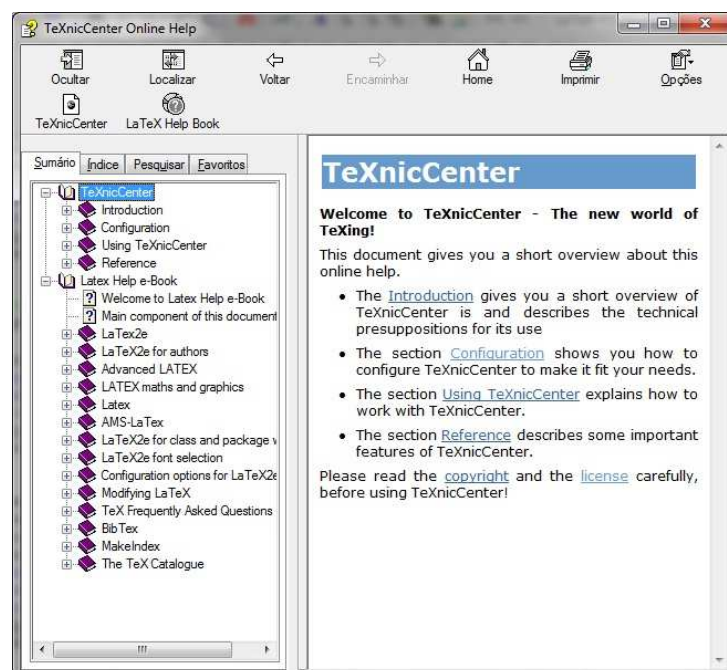 TeXnicCenter Online Help
Ocultar Localizar Voltar Encaminhar Home Imprimir Opções
TeXnicCenter LaTeX Help Book
Sumário Índice Pesquisar Favoritos
TeXnicCenter
Introduction
Configuration
Using TeXnicCenter
Reference
Latex Help e-Book
Welcome to Latex Help e-Book
Main component of this document
LaTex2e
LaTeX2e for authors
Advanced LATEX
LATEX maths and graphics
Latex
AMS-LaTex
LaTeX2e for class and package
LaTeX2e font selection
Configuration options for LaTeX2e
Modifying LaTeX
TeX Frequently Asked Questions
BibTex
MakeIndex
The TeX Catalogue
TeXnicCenter
Welcome to TeXnicCenter - The new world of
TeXing!
This document gives you a short overview about this
online help.
• The Introduction gives you a short overview of
TeXnicCenter is and describes the technical
presuppositions for its use
• The section Configuration shows you how to
configure TeXnicCenter to make it fit your needs.
• The section Using TeXnicCenter explains how to
work with TeXnicCenter.
• The section Reference describes some important
features of TeXnicCenter.
Please read the copyright and the license carefully,
before using TeXnicCenter!